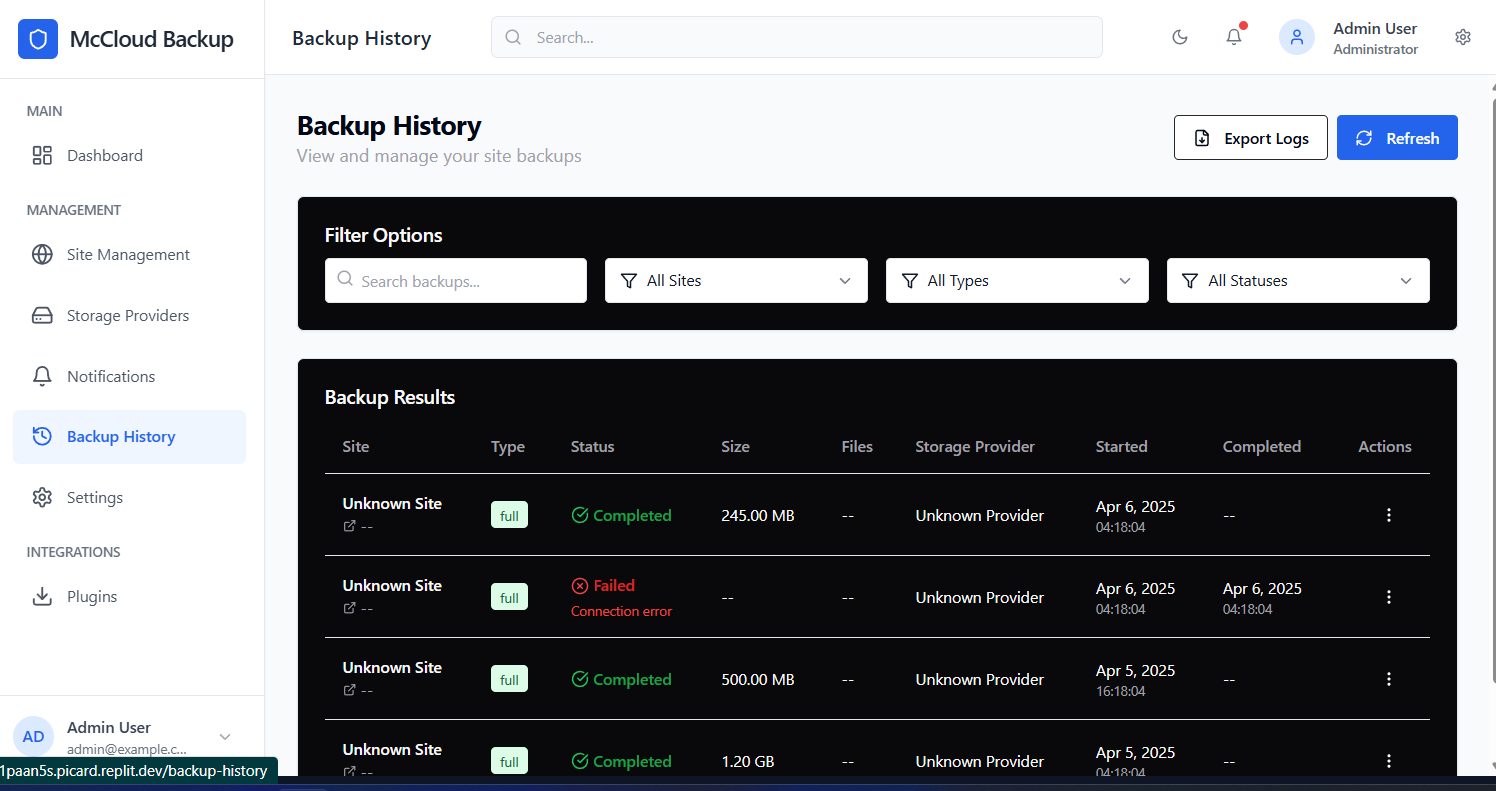 McCloud Backup
Backup History
Search...
Admin User
Administrator
MAIN
Dashboard
MANAGEMENT
Site Management
Storage Providers
Notifications
Backup History
Settings
INTEGRATIONS
Plugins
AD
Admin User
admin@example.c...
1paan5s.picard.replit.dev/backup-history
Backup History
View and manage your site backups
Export Logs
Refresh
Filter Options
Search backups...
All Sites
All Types
All Statuses
Backup Results
Site Type Status Size Files Storage Provider Started Completed Actions
Unknown Site
--
full
Completed
245.00 MB
--
Unknown Provider
Apr 6, 2025
04:18:04
--
Unknown Site
--
full
Failed
Connection error
--
--
Unknown Provider
Apr 6, 2025
04:18:04
Apr 6, 2025
04:18:04
Unknown Site
--
full
Completed
500.00 MB
--
Unknown Provider
Apr 5, 2025
16:18:04
--
Unknown Site
--
full
Completed
1.20 GB
--
Unknown Provider
Apr 5, 2025
04:18:04
--